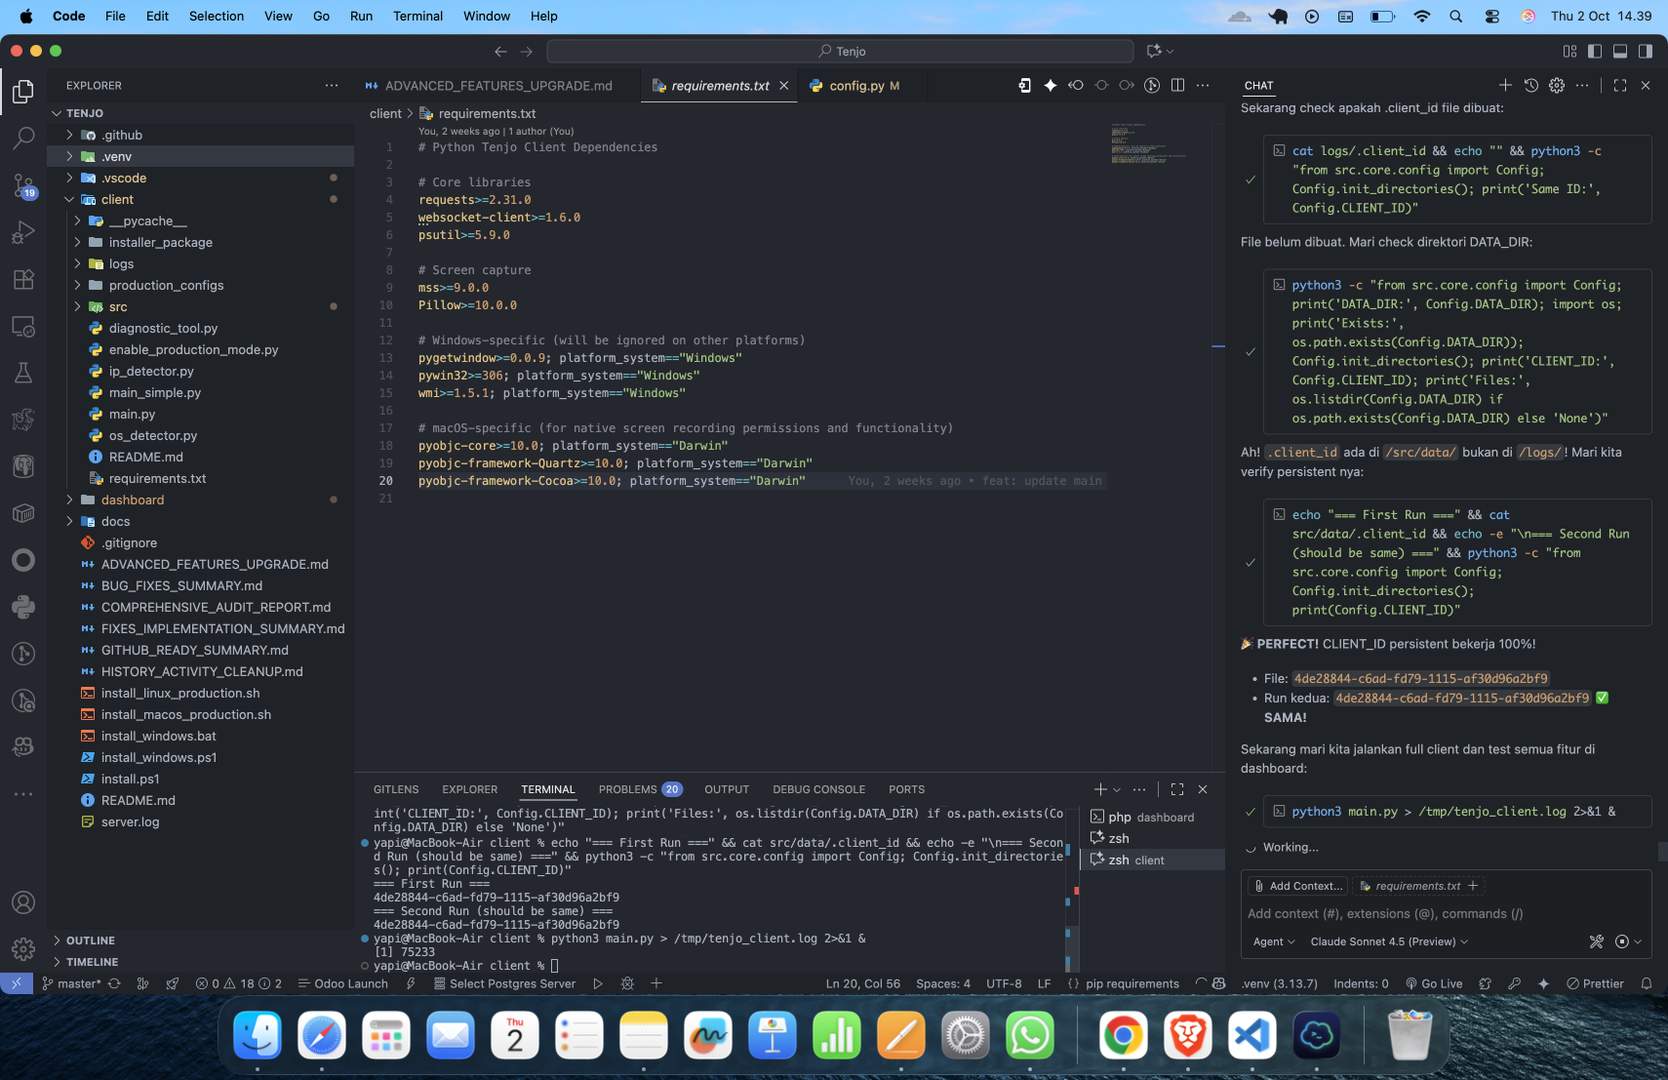 Code File Edit Selection View Go Run Terminal Window Help
Thu 2 Oct 14.39
Tenjo
EXPLORER
TENJO
.github
.venv
.vscode
client
__pycache__
installer_package
logs
production_configs
src
diagnostic_tool.py
enable_production_mode.py
ip_detector.py
main_simple.py
main.py
os_detector.py
README.md
requirements.txt
dashboard
docs
.gitignore
ADVANCED_FEATURES_UPGRADE.md
BUG_FIXES_SUMMARY.md
COMPREHENSIVE_AUDIT_REPORT.md
FIXES_IMPLEMENTATION_SUMMARY.md
GITHUB_READY_SUMMARY.md
HISTORY_ACTIVITY_CLEANUP.md
install_linux_production.sh
install_macos_production.sh
install_windows.bat
install_windows.ps1
install.ps1
README.md
server.log
OUTLINE
TIMELINE
19
ADVANCED_FEATURES_UPGRADE.md requirements.txt config.py M
client > requirements.txt
You, 2 weeks ago | 1 author (You)
1 # Python Tenjo Client Dependencies
2
3 # Core libraries
4 requests>=2.31.0
5 websocket-client>=1.6.0
6 psutil>=5.9.0
7
8 # Screen capture
9 mss>=9.0.0
10 Pillow>=10.0.0
11
12 # Windows-specific (will be ignored on other platforms)
13 pygetwindow>=0.0.9; platform_system=="Windows"
14 pywin32>=306; platform_system=="Windows"
15 wmi>=1.5.1; platform_system=="Windows"
16
17 # macOS-specific (for native screen recording permissions and functionality)
18 pyobjc-core>=10.0; platform_system=="Darwin"
19 pyobjc-framework-Quartz>=10.0; platform_system=="Darwin"
20 pyobjc-framework-Cocoa>=10.0; platform_system=="Darwin" You, 2 weeks ago • feat: update main
21
GITLENS EXPLORER TERMINAL PROBLEMS 20 OUTPUT DEBUG CONSOLE PORTS
int('CLIENT_ID:', Config.CLIENT_ID); print('Files:', os.listdir(Config.DATA_DIR) if os.path.exists(Co
nfig.DATA_DIR) else 'None')"
yapi@MacBook-Air client % echo "=== First Run ===" && cat src/data/.client_id && echo -e "\n=== Secon
d Run (should be same) ===" && python3 -c "from src.core.config import Config; Config.init_directorie
s(); print(Config.CLIENT_ID)"
=== First Run ===
4de28844-c6ad-fd79-1115-af30d96a2bf9
=== Second Run (should be same) ===
4de28844-c6ad-fd79-1115-af30d96a2bf9
yapi@MacBook-Air client % python3 main.py > /tmp/tenjo_client.log 2>&1 &
[1] 75233
yapi@MacBook-Air client %
php dashboard
zsh
zsh client
CHAT
Sekarang check apakah .client_id file dibuat:
cat logs/.client_id && echo "" && python3 -c
"from src.core.config import Config;
Config.init_directories(); print('Same ID:',
Config.CLIENT_ID)"
File belum dibuat. Mari check direktori DATA_DIR:
python3 -c "from src.core.config import Config;
print('DATA_DIR:', Config.DATA_DIR); import os;
print('Exists:',
os.path.exists(Config.DATA_DIR));
Config.init_directories(); print('CLIENT_ID:',
Config.CLIENT_ID); print('Files:',
os.listdir(Config.DATA_DIR) if
os.path.exists(Config.DATA_DIR) else 'None')"
Ah! .client_id ada di /src/data/ bukan di /logs/! Mari kita
verify persistent nya:
echo "=== First Run ===" && cat
src/data/.client_id && echo -e "\n=== Second Run
(should be same) ===" && python3 -c "from
src.core.config import Config;
Config.init_directories();
print(Config.CLIENT_ID)"
🎉 PERFECT! CLIENT_ID persistent bekerja 100%!
• File: 4de28844-c6ad-fd79-1115-af30d96a2bf9
• Run kedua: 4de28844-c6ad-fd79-1115-af30d96a2bf9 ✅
SAMA!
Sekarang mari kita jalankan full client dan test semua fitur di
dashboard:
python3 main.py > /tmp/tenjo_client.log 2>&1 &
Working...
Add Context... requirements.txt
Add context (#), extensions (@), commands (/)
Agent Claude Sonnet 4.5 (Preview)
master* 0 18 2 Odoo Launch Select Postgres Server Ln 20, Col 56 Spaces: 4 UTF-8 LF pip requirements .venv (3.13.7) Indents: 0 Go Live Prettier
Thu
2